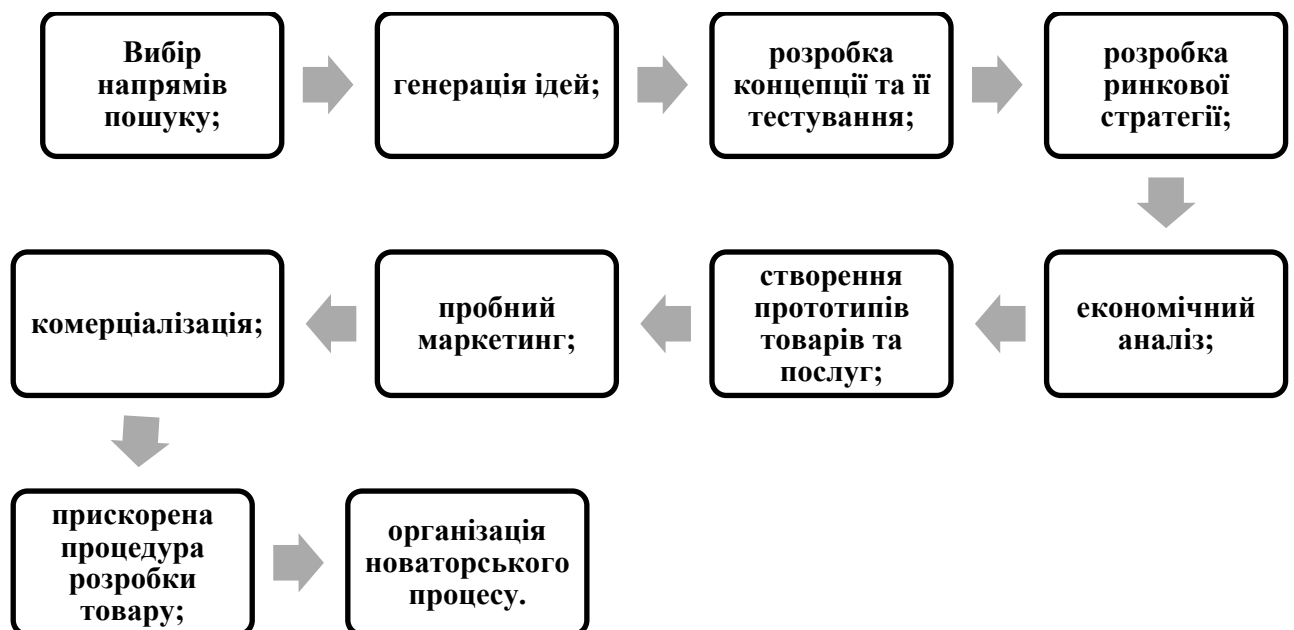 Вибір
напрямів
пошуку;
генерація ідей;
розробка
концепції та її
тестування;
розробка
ринкової
стратегії;
економічний
аналіз;
створення
прототипів
товарів та
послуг;
пробний
маркетинг;
комерціалізація;
прискорена
процедура
розробки
товару;
організація
новаторського
процесу.